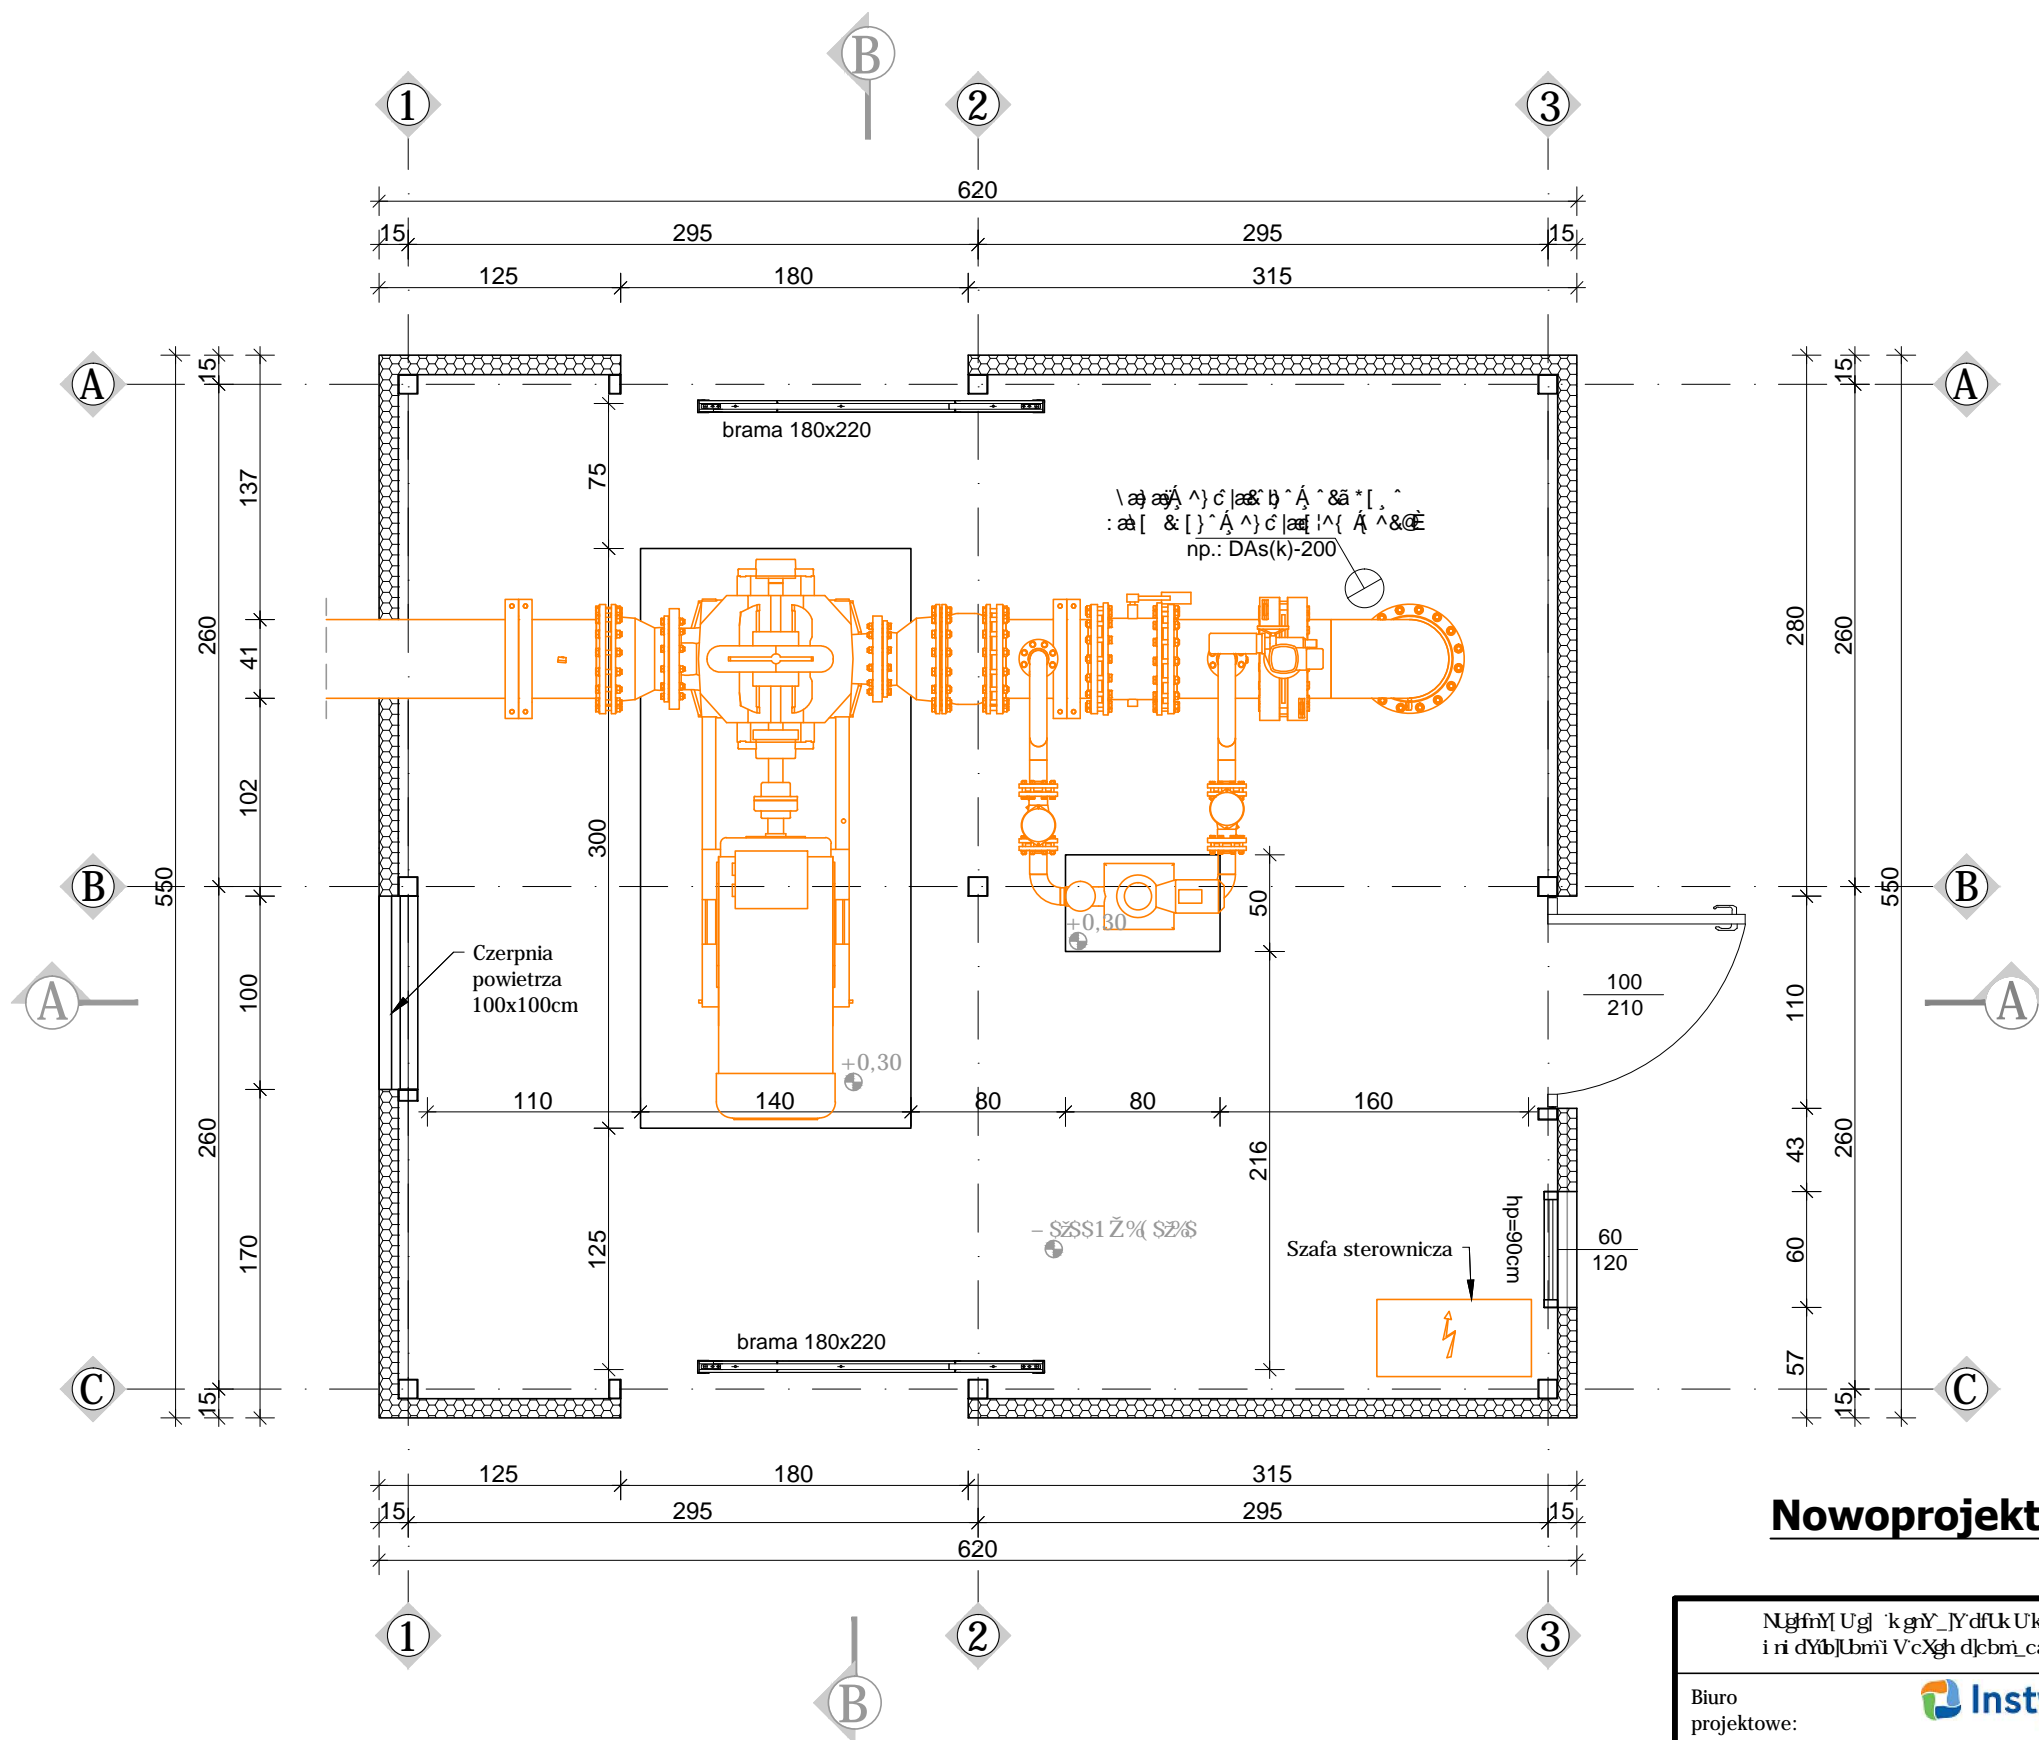 B
1
2
3
620
15
295
295
15
125
180
315
A
A
15
15
brama 180x220
137
75
np.: DAs(k)-200
260
41
280
260
102
300
B
B
550
550
50
+0,30
Czerpnia
powietrza
100x100cm
A
A
100
100
210
110
+0,30
110
140
80
80
160
260
216
43
260
170
125
hp=90cm
Szafa sterownicza
60
120
60
brama 180x220
57
C
C
15
15
125
180
315
15
295
295
15
620
1
2
3
B
Nowoprojekt
Biuro
projektowe: